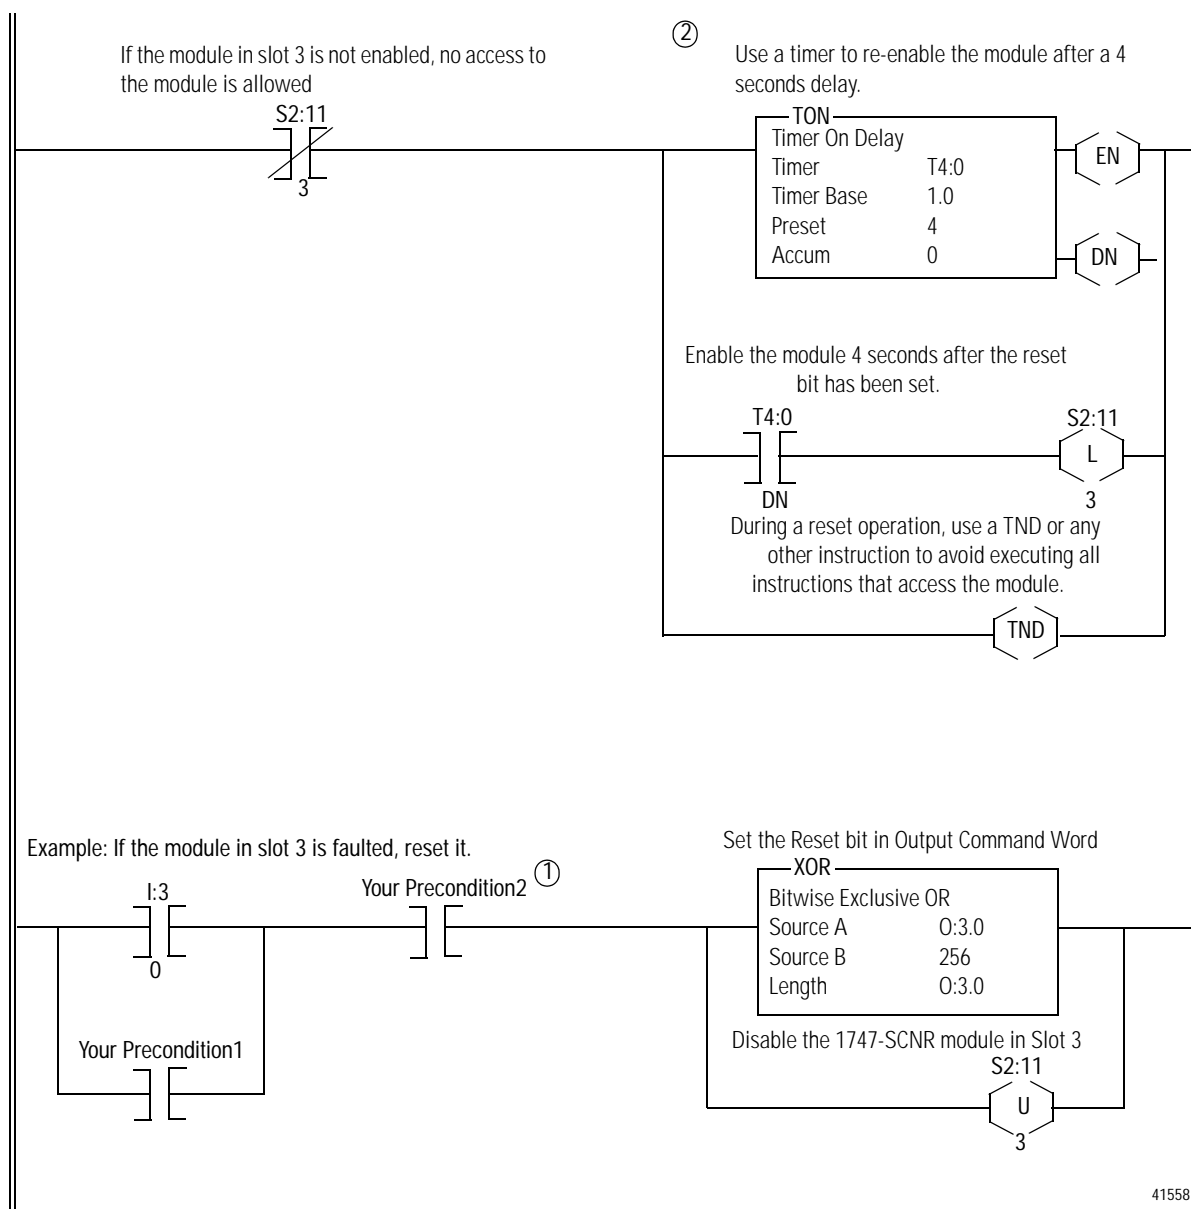 If the module in slot 3 is not enabled, no access to
the module is allowed
S2:11
3
2
Use a timer to re-enable the module after a 4
seconds delay.
TON
Timer On Delay
Timer T4:0
Timer Base 1.0
Preset 4
Accum 0
EN
DN
Enable the module 4 seconds after the reset
bit has been set.
T4:0
DN
S2:11
L
3
During a reset operation, use a TND or any
other instruction to avoid executing all
instructions that access the module.
TND
Example: If the module in slot 3 is faulted, reset it.
I:3
0
Your Precondition2
1
Your Precondition1
Set the Reset bit in Output Command Word
XOR
Bitwise Exclusive OR
Source A O:3.0
Source B 256
Length O:3.0
Disable the 1747-SCNR module in Slot 3
S2:11
U
3
41558